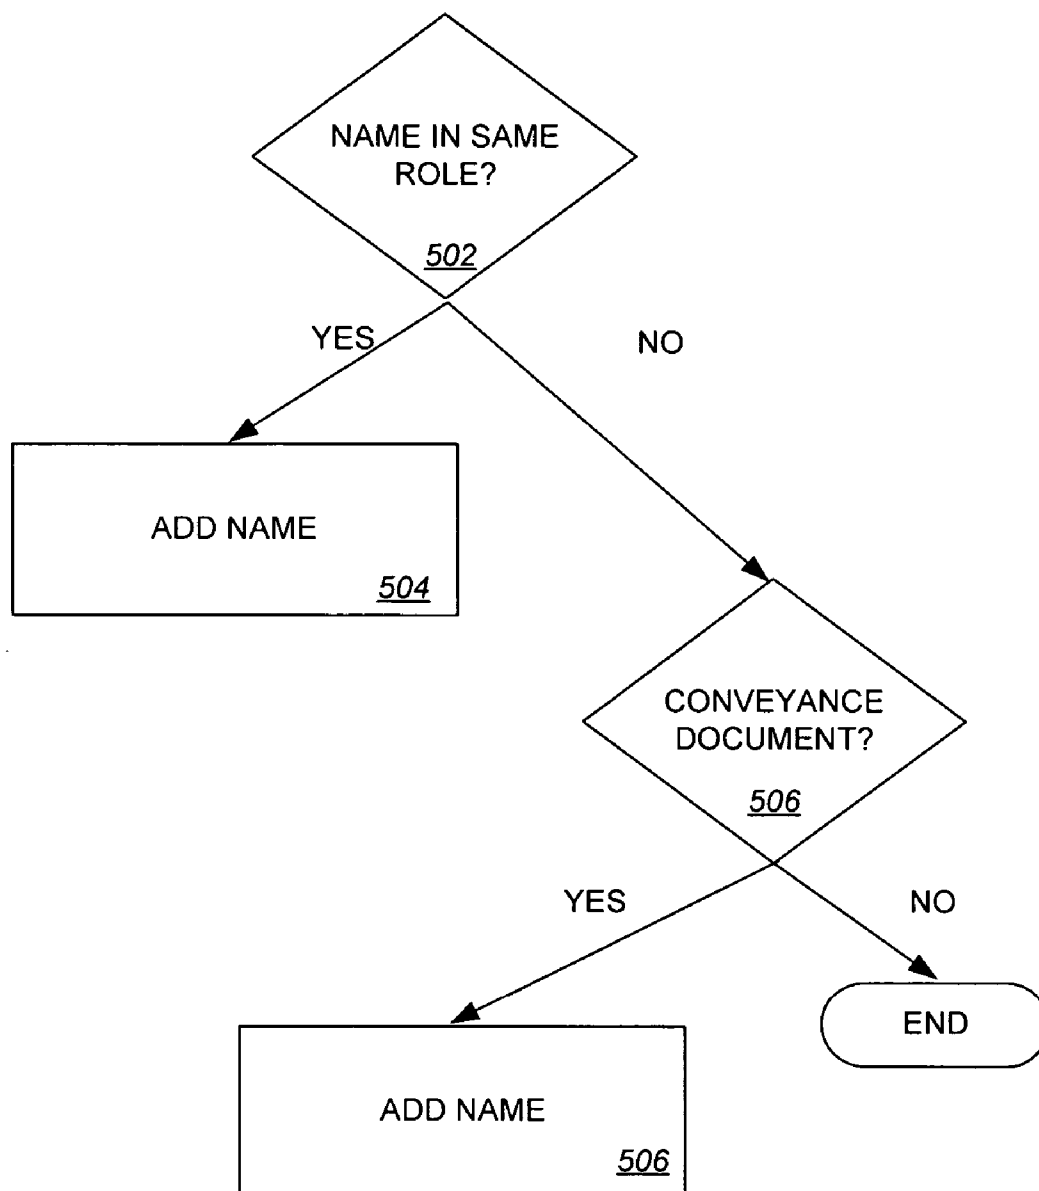 NAME IN SAME
ROLE?
502
YES
NO
ADD NAME
504
CONVEYANCE
DOCUMENT?
506
YES
NO
END
ADD NAME
506